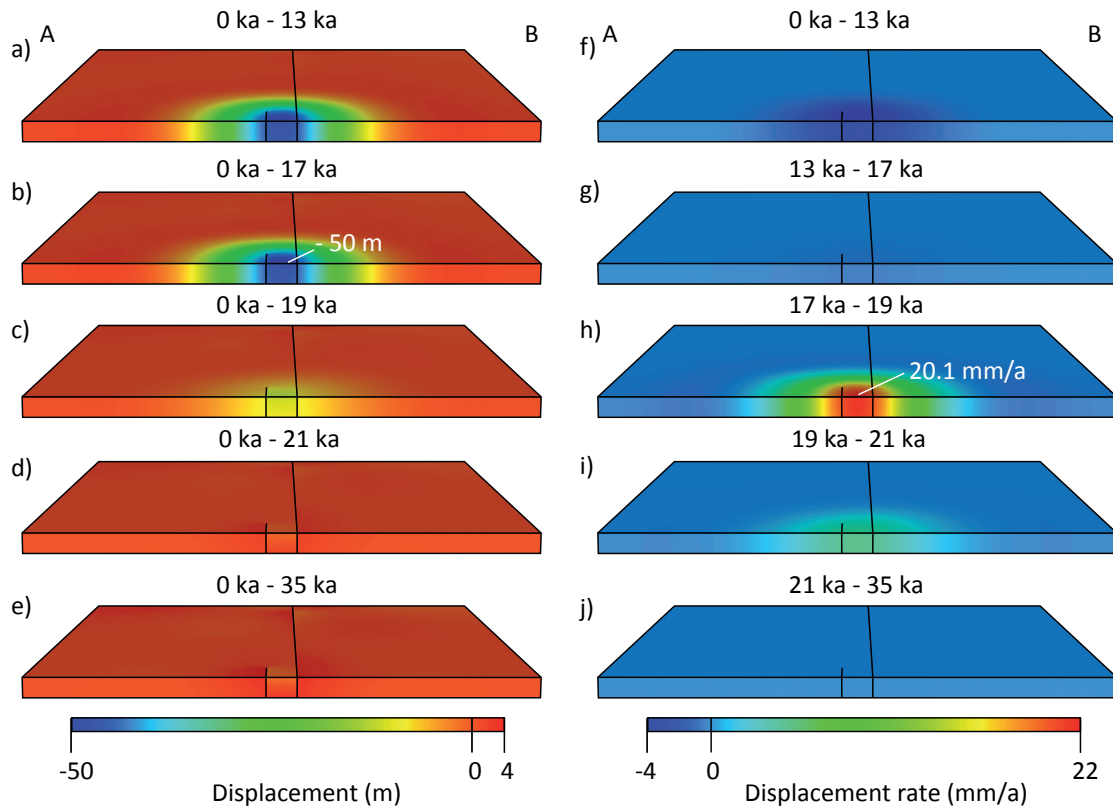 0 ka - 13 ka
a)
A
B
0 ka - 17 ka
b)
- 50 m
0 ka - 19 ka
c)
0 ka - 21 ka
d)
0 ka - 35 ka
e)
-50
0
4
Displacement (m)
0 ka - 13 ka
f)
A
B
13 ka - 17 ka
g)
17 ka - 19 ka
h)
20.1 mm/a
19 ka - 21 ka
i)
21 ka - 35 ka
j)
-4
0
22
Displacement rate (mm/a)